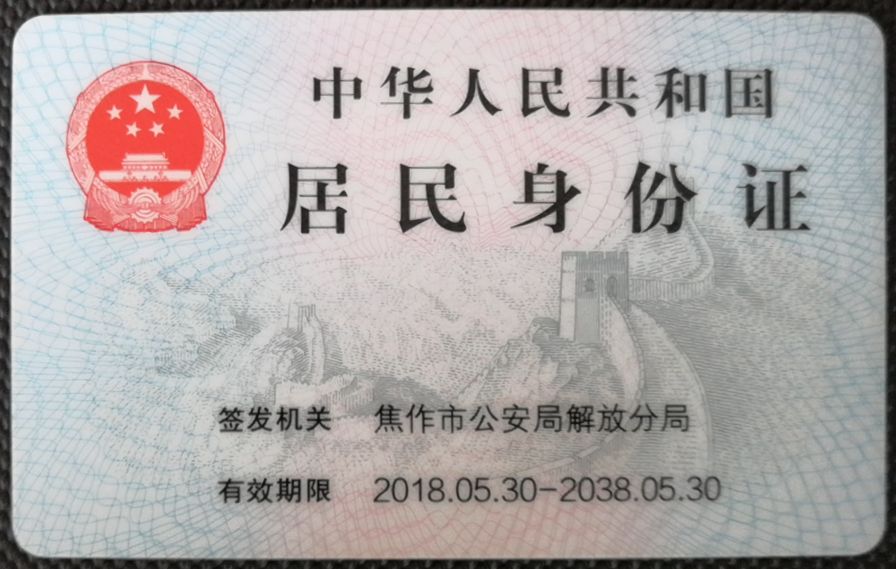 中华人民共和国
居民身份证
签发机关 焦作市公安局解放分局
有效期限 2018.05.30-2038.05.30